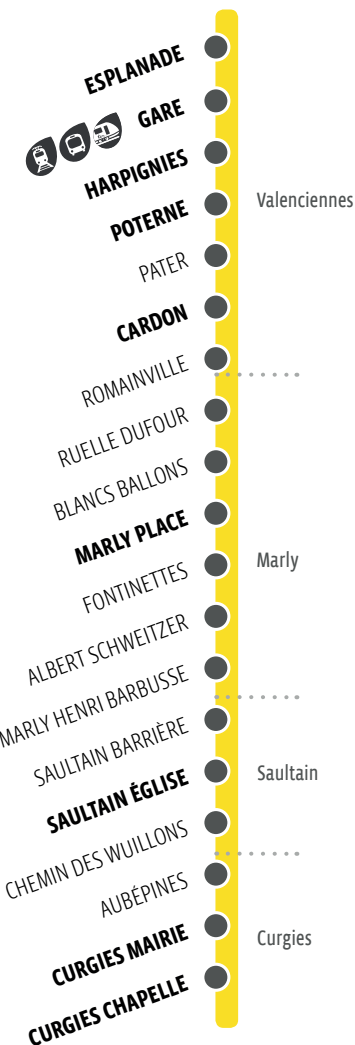 ESPLANADE
GARE
HARPIGNIES
POTERNE
Valenciennes
PATER
CARDON
ROMAINVILLE
RUELLE DUFOUR
BLANCS BALLONS
MARLY PLACE
FONTINETTES
Marly
ALBERT SCHWEITZER
MARLY HENRI BARBUSSE
SAULTAIN BARRIÈRE
SAULTAIN ÉGLISE
Saultain
CHEMIN DES WUILLONS
AUBÉPINES
CURGIES MAIRIE
Curgies
CURGIES CHAPELLE